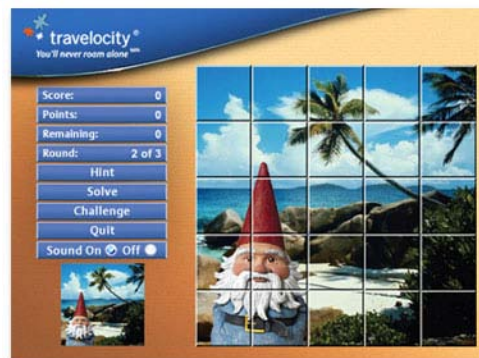 travelocity®
You'll never roam alone℠
Score: 0
Points: 0
Remaining: 0
Round: 2 of 3
Hint
Solve
Challenge
Quit
Sound On Off